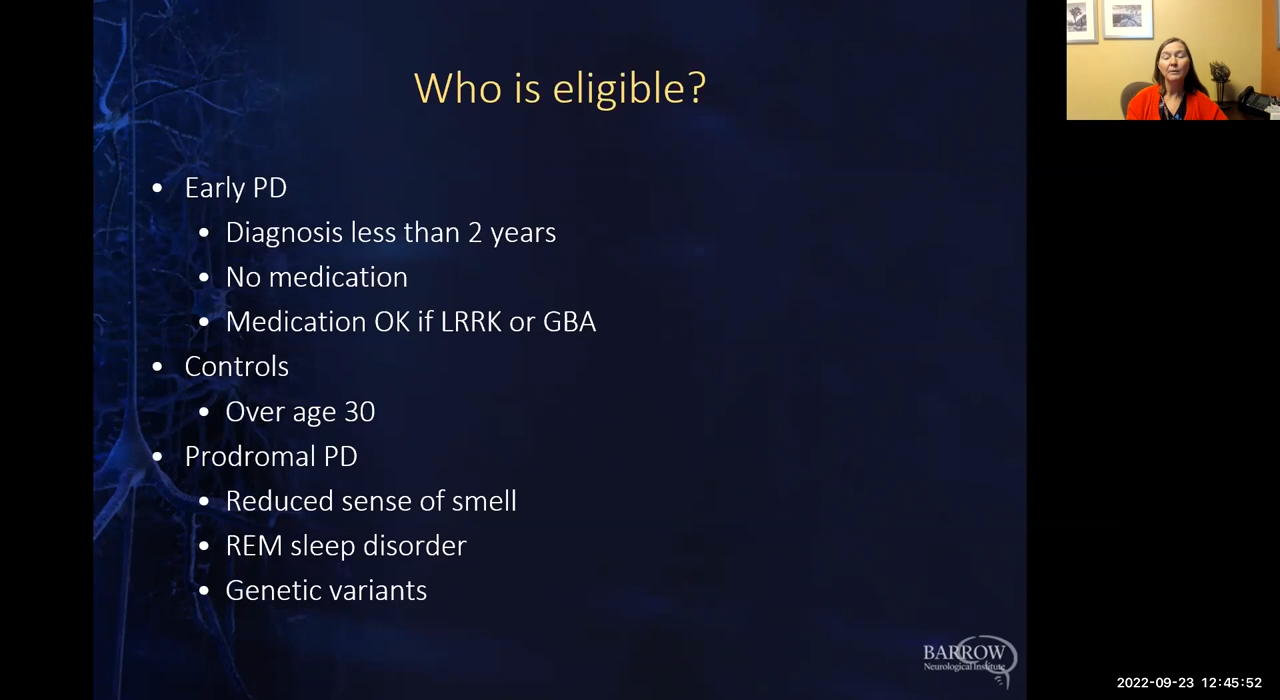 Who is eligible?
• Early PD
• Diagnosis less than 2 years
• No medication
• Medication OK if LRRK or GBA
• Controls
• Over age 30
• Prodromal PD
• Reduced sense of smell
• REM sleep disorder
• Genetic variants
BARROW
Neurological Institute
2022-09-23 12:45:52